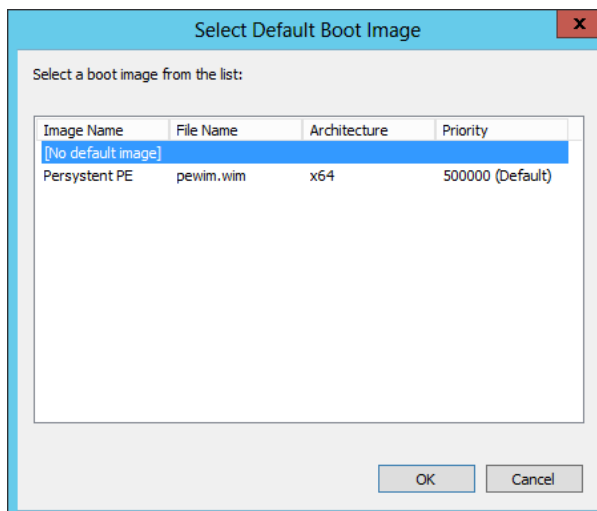 Select Default Boot Image
x
Select a boot image from the list:
Image Name File Name Architecture Priority
[No default image]
Persystent PE pewim.wim x64 500000 (Default)
OK Cancel